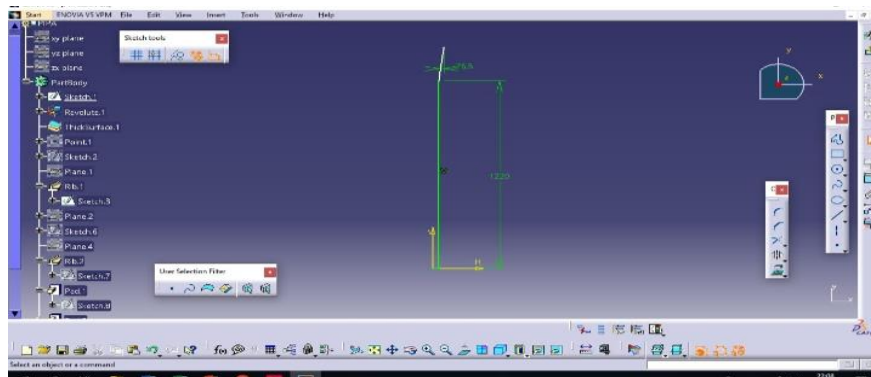 Start ENOVIA V5 VPM File Edit View Insert Tools Window Help
xy plane
yz plane
zx plane
PartBody
Sketch.1
Revolute.1
ThickSurface.1
Point.1
Sketch.2
Plane.1
Rib.1
Sketch.3
Plane.2
Sketch.6
Plane.4
Rib.2
Sketch.7
Pad.1
Sketch.8
Sketch tools
User Selection Filter
1220
H
V
y
x
z
P
C
Select an object or a command
22:08